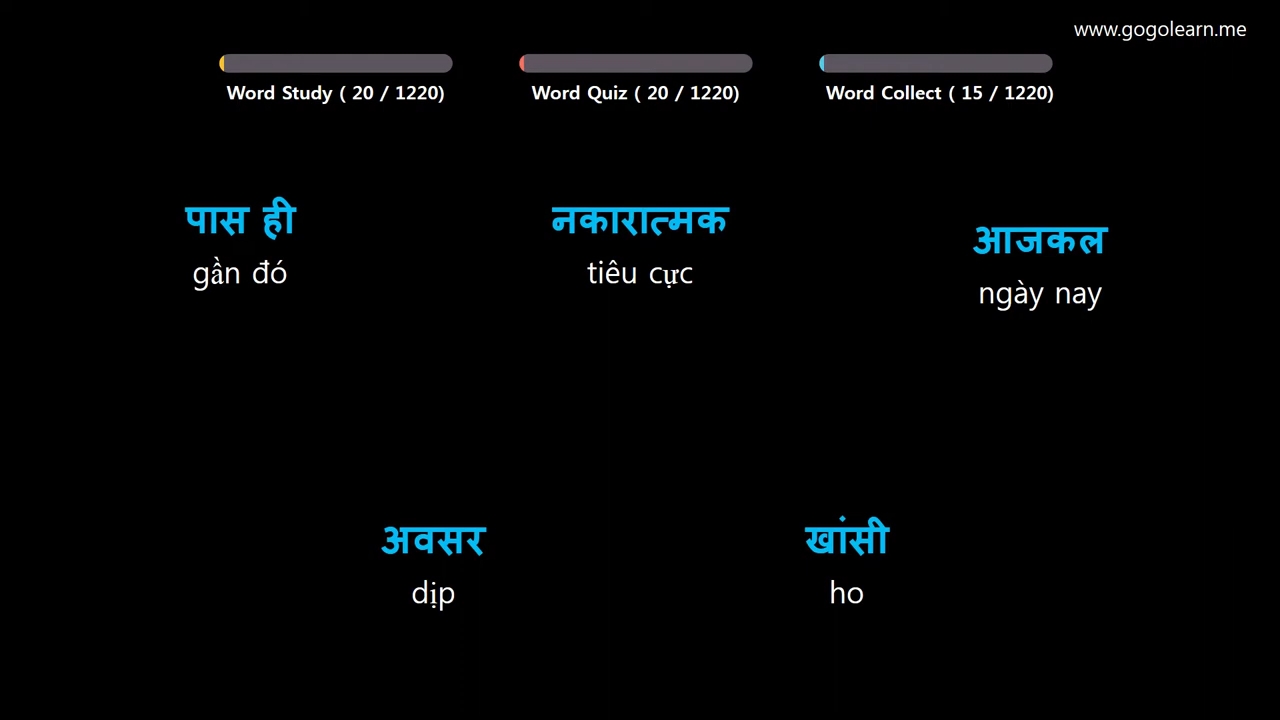 www.gogolearn.me
Word Study ( 20 / 1220)
Word Quiz ( 20 / 1220)
Word Collect ( 15 / 1220)
पास ही
gần đó
नकारात्मक
tiêu cực
आजकल
ngày nay
अवसर
dịp
खांसी
ho